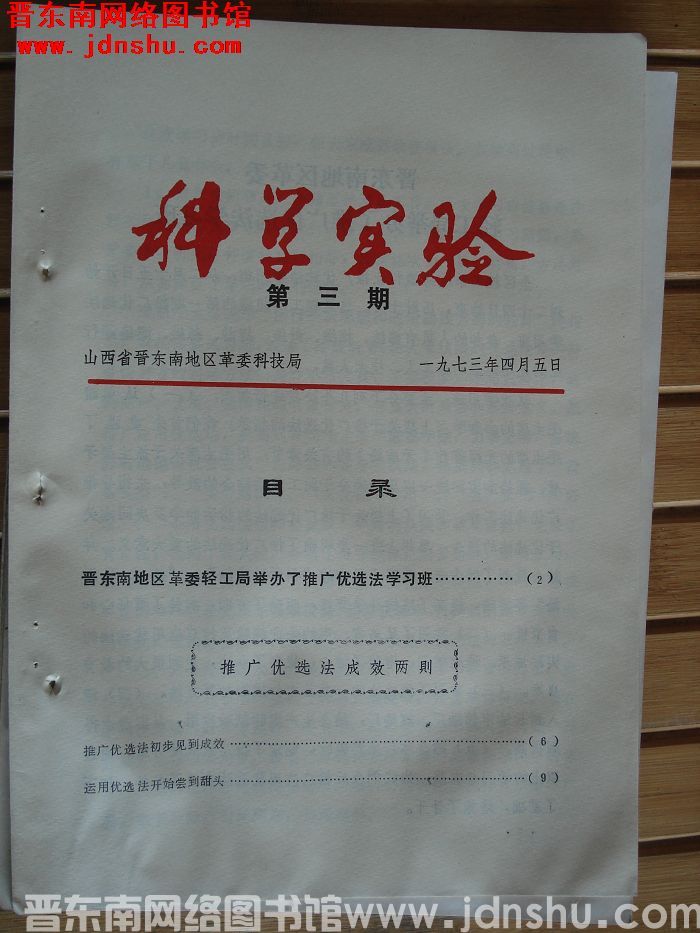 晋东南网络图书馆
www.jdnshu.com
科学实验
第三期
山西省晋东南地区革委科技局 一九七三年四月五日
目录
晋东南地区革委轻工局举办了推广优选法学习班…………… (2)
推广优选法成效两则
推广优选法初步见到成效……………………………………(6)
运用优选法开始尝到甜头……………………………………(9)
晋东南网络图书馆www.jdnshu.com